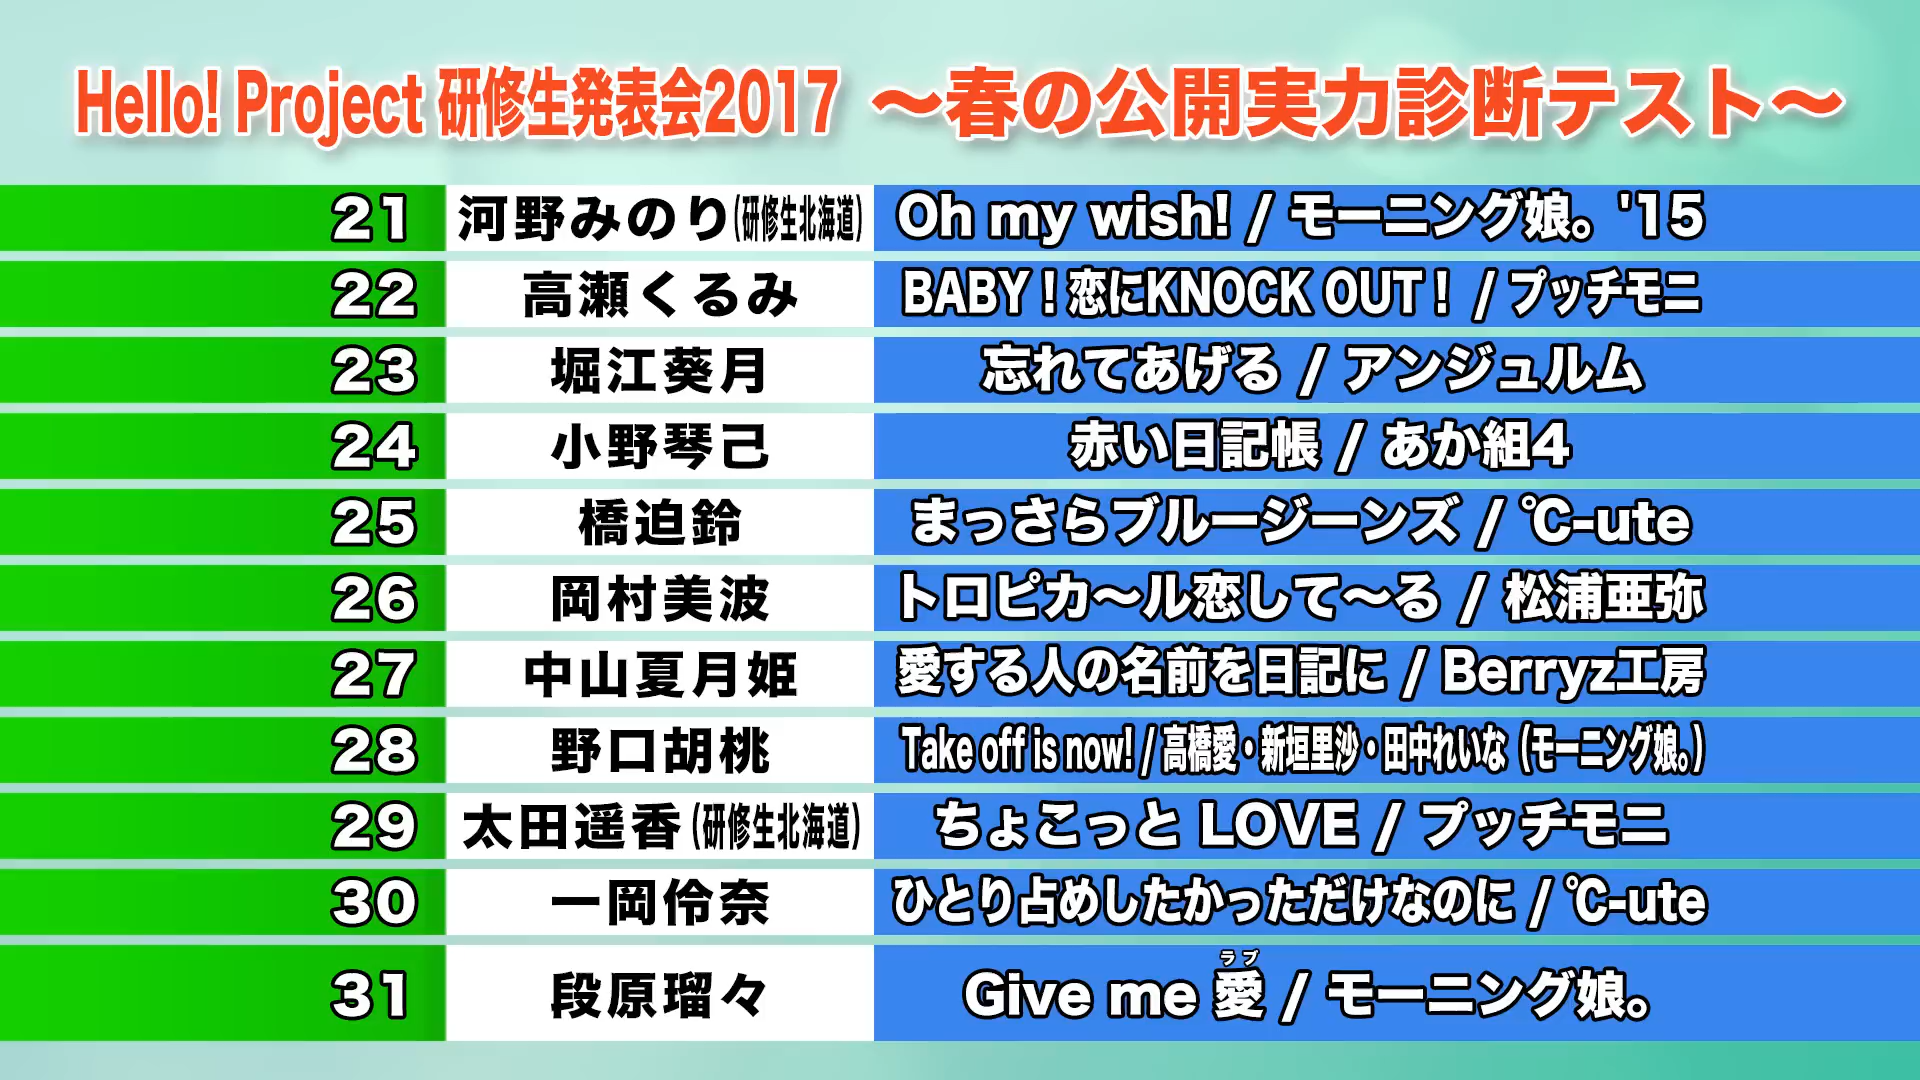 Hello! Project 研修生発表会2017 ～春の公開実力診断テスト～
21 河野みのり(研修生北海道) Oh my wish! / モーニング娘。'15
22 高瀬くるみ BABY！恋にKNOCK OUT！ / プッチモニ
23 堀江葵月 忘れてあげる / アンジュルム
24 小野琴己 赤い日記帳 / あか組4
25 橋迫鈴 まっさらブルージーンズ / ℃-ute
26 岡村美波 トロピカ～ル恋して～る / 松浦亜弥
27 中山夏月姫 愛する人の名前を日記に / Berryz工房
28 野口胡桃 Take off is now! / 高橋愛・新垣里沙・田中れいな（モーニング娘。）
29 太田遥香(研修生北海道) ちょこっと LOVE / プッチモニ
30 一岡伶奈 ひとり占めしたかっただけなのに / ℃-ute
ラブ
31 段原瑠々 Give me 愛 / モーニング娘。